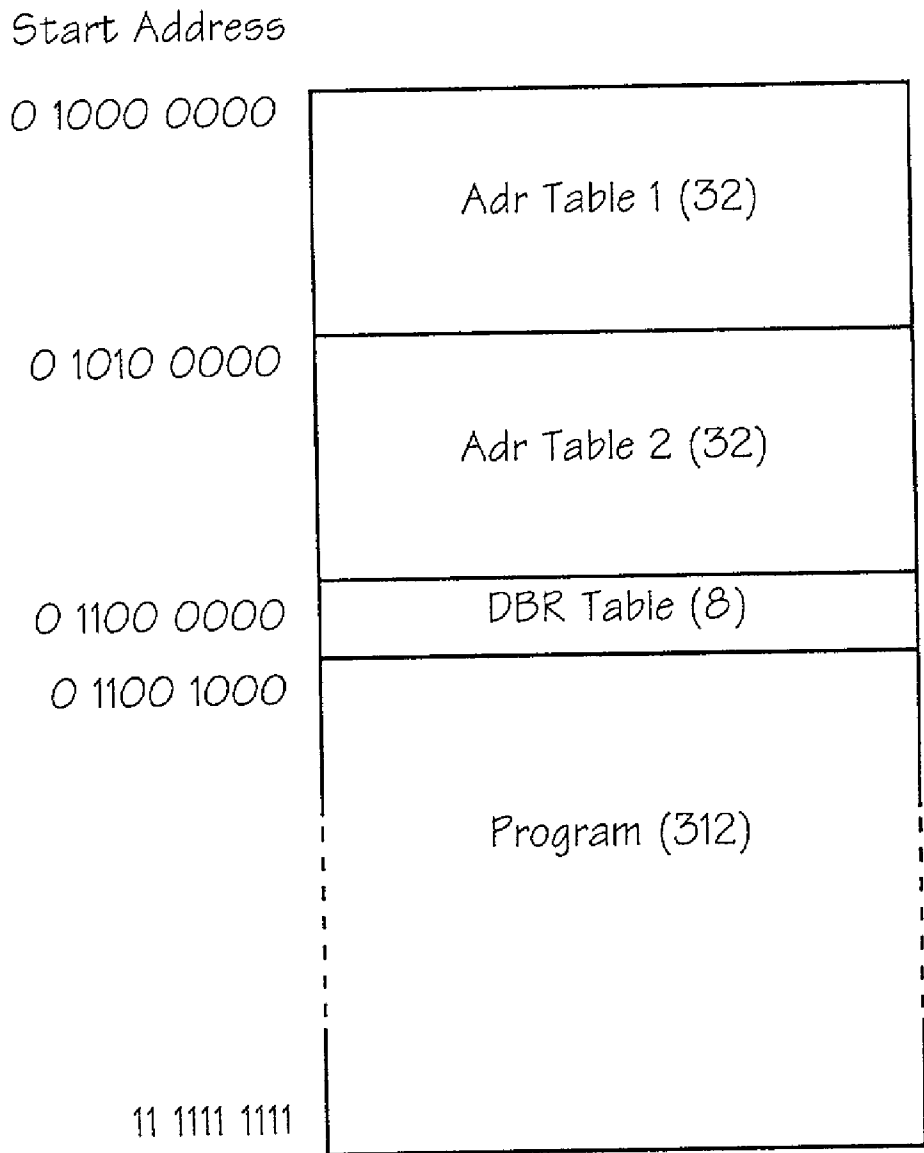 Start Address
0 1000 0000
Adr Table 1 (32)
0 1010 0000
Adr Table 2 (32)
0 1100 0000
DBR Table (8)
0 1100 1000
Program (312)
11 1111 1111